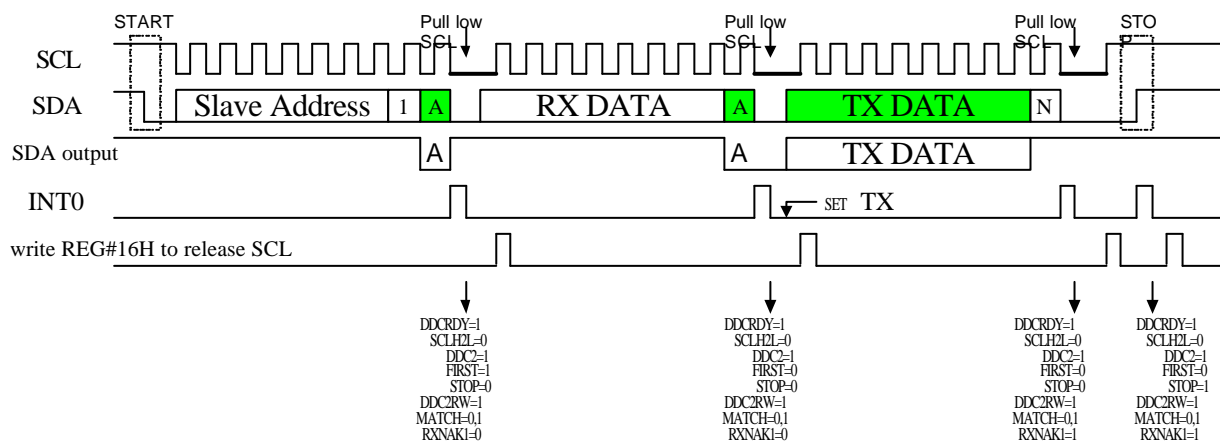 START Pull low SCL Pull low SCL Pull low SCL STOP
SCL
SDA Slave Address 1 A RX DATA A TX DATA N
SDA output A A TX DATA
INT0 SET TX
write REG#16H to release SCL
DDCRDY=1 DDCRDY=1 DDCRDY=1 DDCRDY=1
SCLH2L=0 SCLH2L=0 SCLH2L=0 SCLH2L=0
DDC2=1 DDC2=1 DDC2=1 DDC2=1
FIRST=1 FIRST=0 FIRST=0 FIRST=0
STOP=0 STOP=0 STOP=0 STOP=1
DDC2RW=1 DDC2RW=1 DDC2RW=1 DDC2RW=1
MATCH=0,1 MATCH=0,1 MATCH=0,1 MATCH=0,1
RXNAK1=0 RXNAK1=0 RXNAK1=1 RXNAK1=1